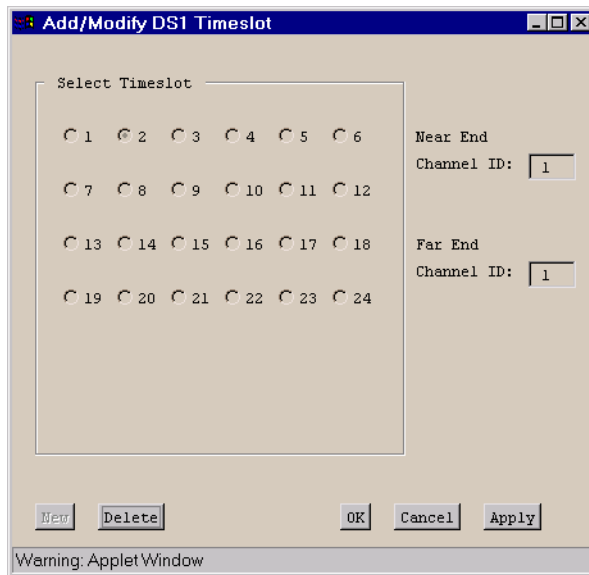 Add/Modify DS1 Timeslot
Select Timeslot
1 2 3 4 5 6
7 8 9 10 11 12
13 14 15 16 17 18
19 20 21 22 23 24
Near End
Channel ID: 1
Far End
Channel ID: 1
New Delete OK Cancel Apply
Warning: Applet Window